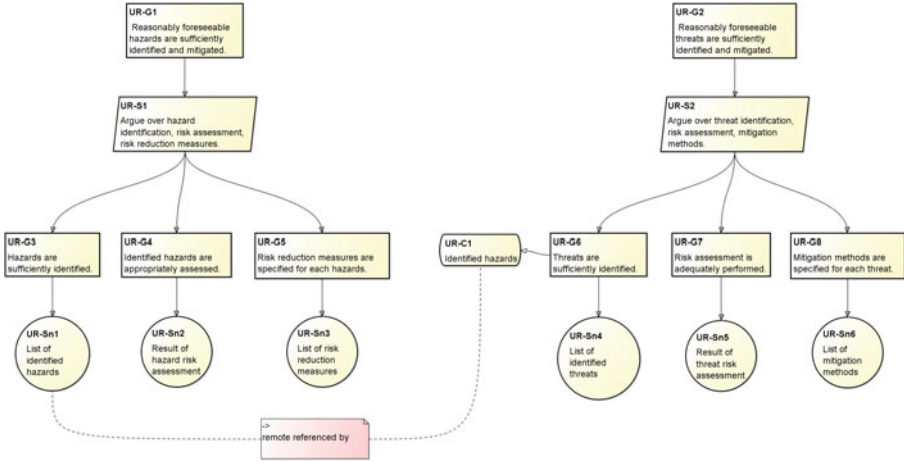 UR-G1
Reasonably foreseeable
hazards are sufficiently
identified and mitigated.
UR-G2
Reasonably foreseeable
threats are sufficiently
identified and mitigated.
UR-S1
Argue over hazard
identification, risk assessment,
risk reduction measures.
UR-S2
Argue over threat identification,
risk assessment, mitigation
methods.
UR-G3
Hazards are
sufficiently identified.
UR-G4
Identified hazards are
appropriately assessed.
UR-G5
Risk reduction measures are
specified for each hazards.
UR-C1
Identified hazards
UR-G6
Threats are
sufficiently identified.
UR-G7
Risk assessment is
adequately performed.
UR-G8
Mitigation methods are
specified for each threat.
UR-Sn1
List of
identified
hazards
UR-Sn2
Result of
hazard risk
assessment
UR-Sn3
List of risk
reduction
measures
UR-Sn4
List of
identified
threats
UR-Sn5
Result of
threat risk
assessment
UR-Sn6
List of
mitigation
methods
-->
remote referenced by